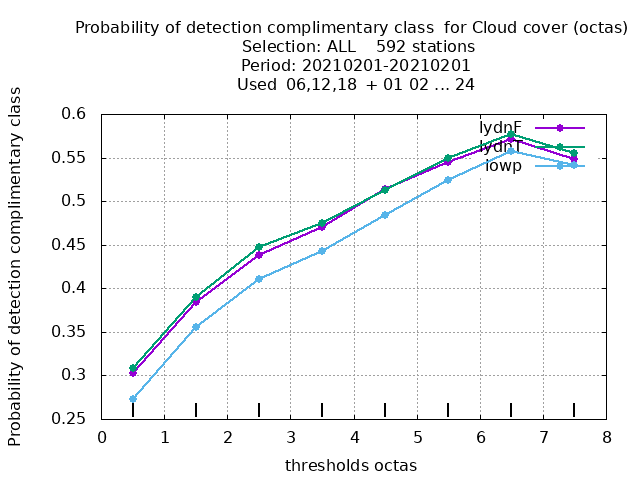 Probability of detection complimentary class for Cloud cover (octas)
Selection: ALL 592 stations
Period: 20210201-20210201
Used 06,12,18 + 01 02 ... 24
Probability of detection complimentary class
0.6
0.55
0.5
0.45
0.4
0.35
0.3
0.25
lydnF
lydnT
iowp
0 1 2 3 4 5 6 7 8
thresholds octas